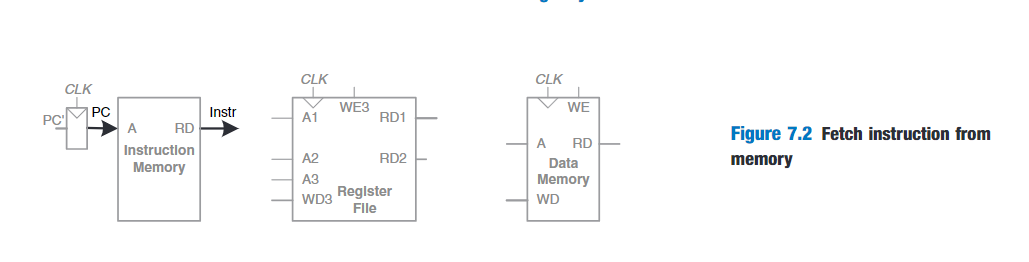 CLK
PC'
PC
A
RD
Instr
Instruction
Memory
CLK
WE3
A1
RD1
A2
RD2
A3
WD3
Register
File
CLK
WE
A
RD
Data
Memory
WD
Figure 7.2 Fetch instruction from
memory